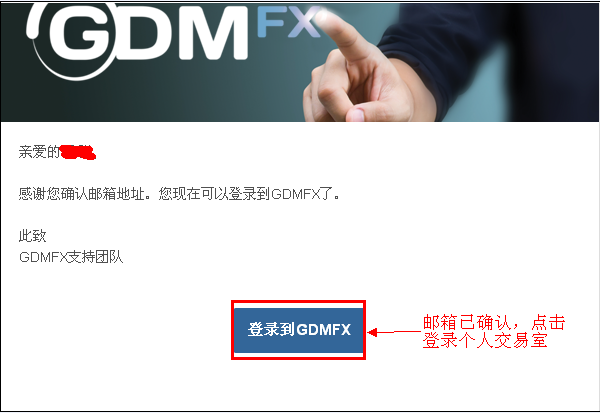 GDMFX
亲爱的
感谢您确认邮箱地址。您现在可以登录到GDMFX了。
此致
GDMFX支持团队
登录到GDMFX
邮箱已确认，点击
登录个人交易室